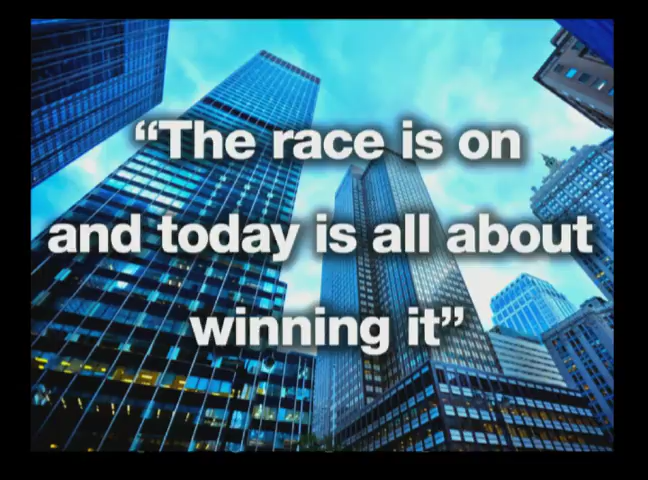 “The race is on
and today is all about
winning it”